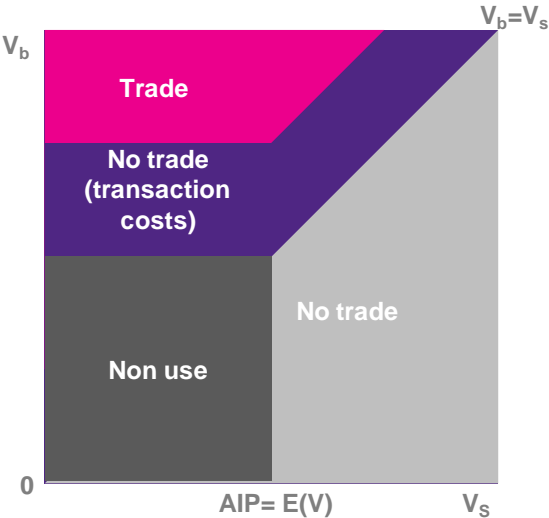 V_b=V_s
V_b
Trade
No trade
(transaction
costs)
No trade
Non use
0
AIP= E(V)
V_S